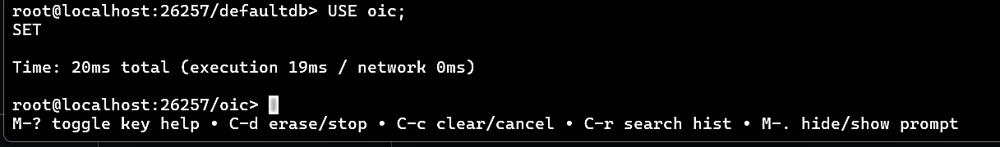 root@localhost:26257/defaultdb> USE oic;
SET
Time: 20ms total (execution 19ms / network 0ms)
root@localhost:26257/oic>
M-? toggle key help • C-d erase/stop • C-c clear/cancel • C-r search hist • M-. hide/show prompt